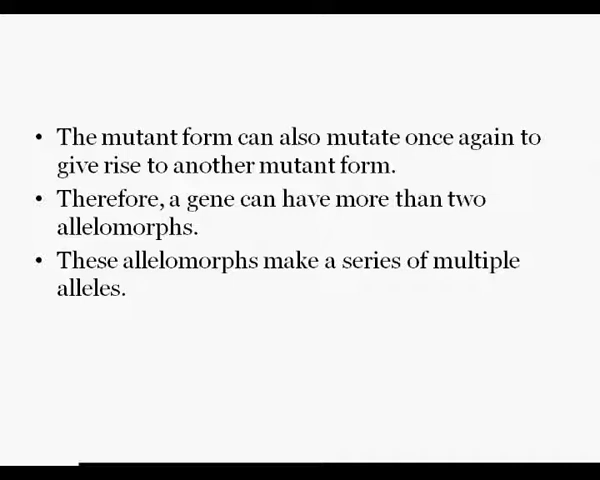 • The mutant form can also mutate once again to
give rise to another mutant form.
• Therefore, a gene can have more than two
allelomorphs.
• These allelomorphs make a series of multiple
alleles.